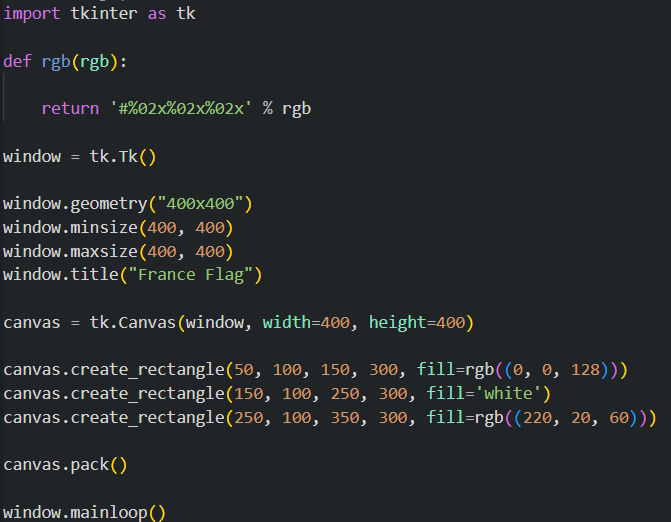 import tkinter as tk
def rgb(rgb):
    return '#%02x%02x%02x' % rgb
window = tk.Tk()
window.geometry("400x400")
window.minsize(400, 400)
window.maxsize(400, 400)
window.title("France Flag")
canvas = tk.Canvas(window, width=400, height=400)
canvas.create_rectangle(50, 100, 150, 300, fill=rgb((0, 0, 128)))
canvas.create_rectangle(150, 100, 250, 300, fill='white')
canvas.create_rectangle(250, 100, 350, 300, fill=rgb((220, 20, 60)))
canvas.pack()
window.mainloop()